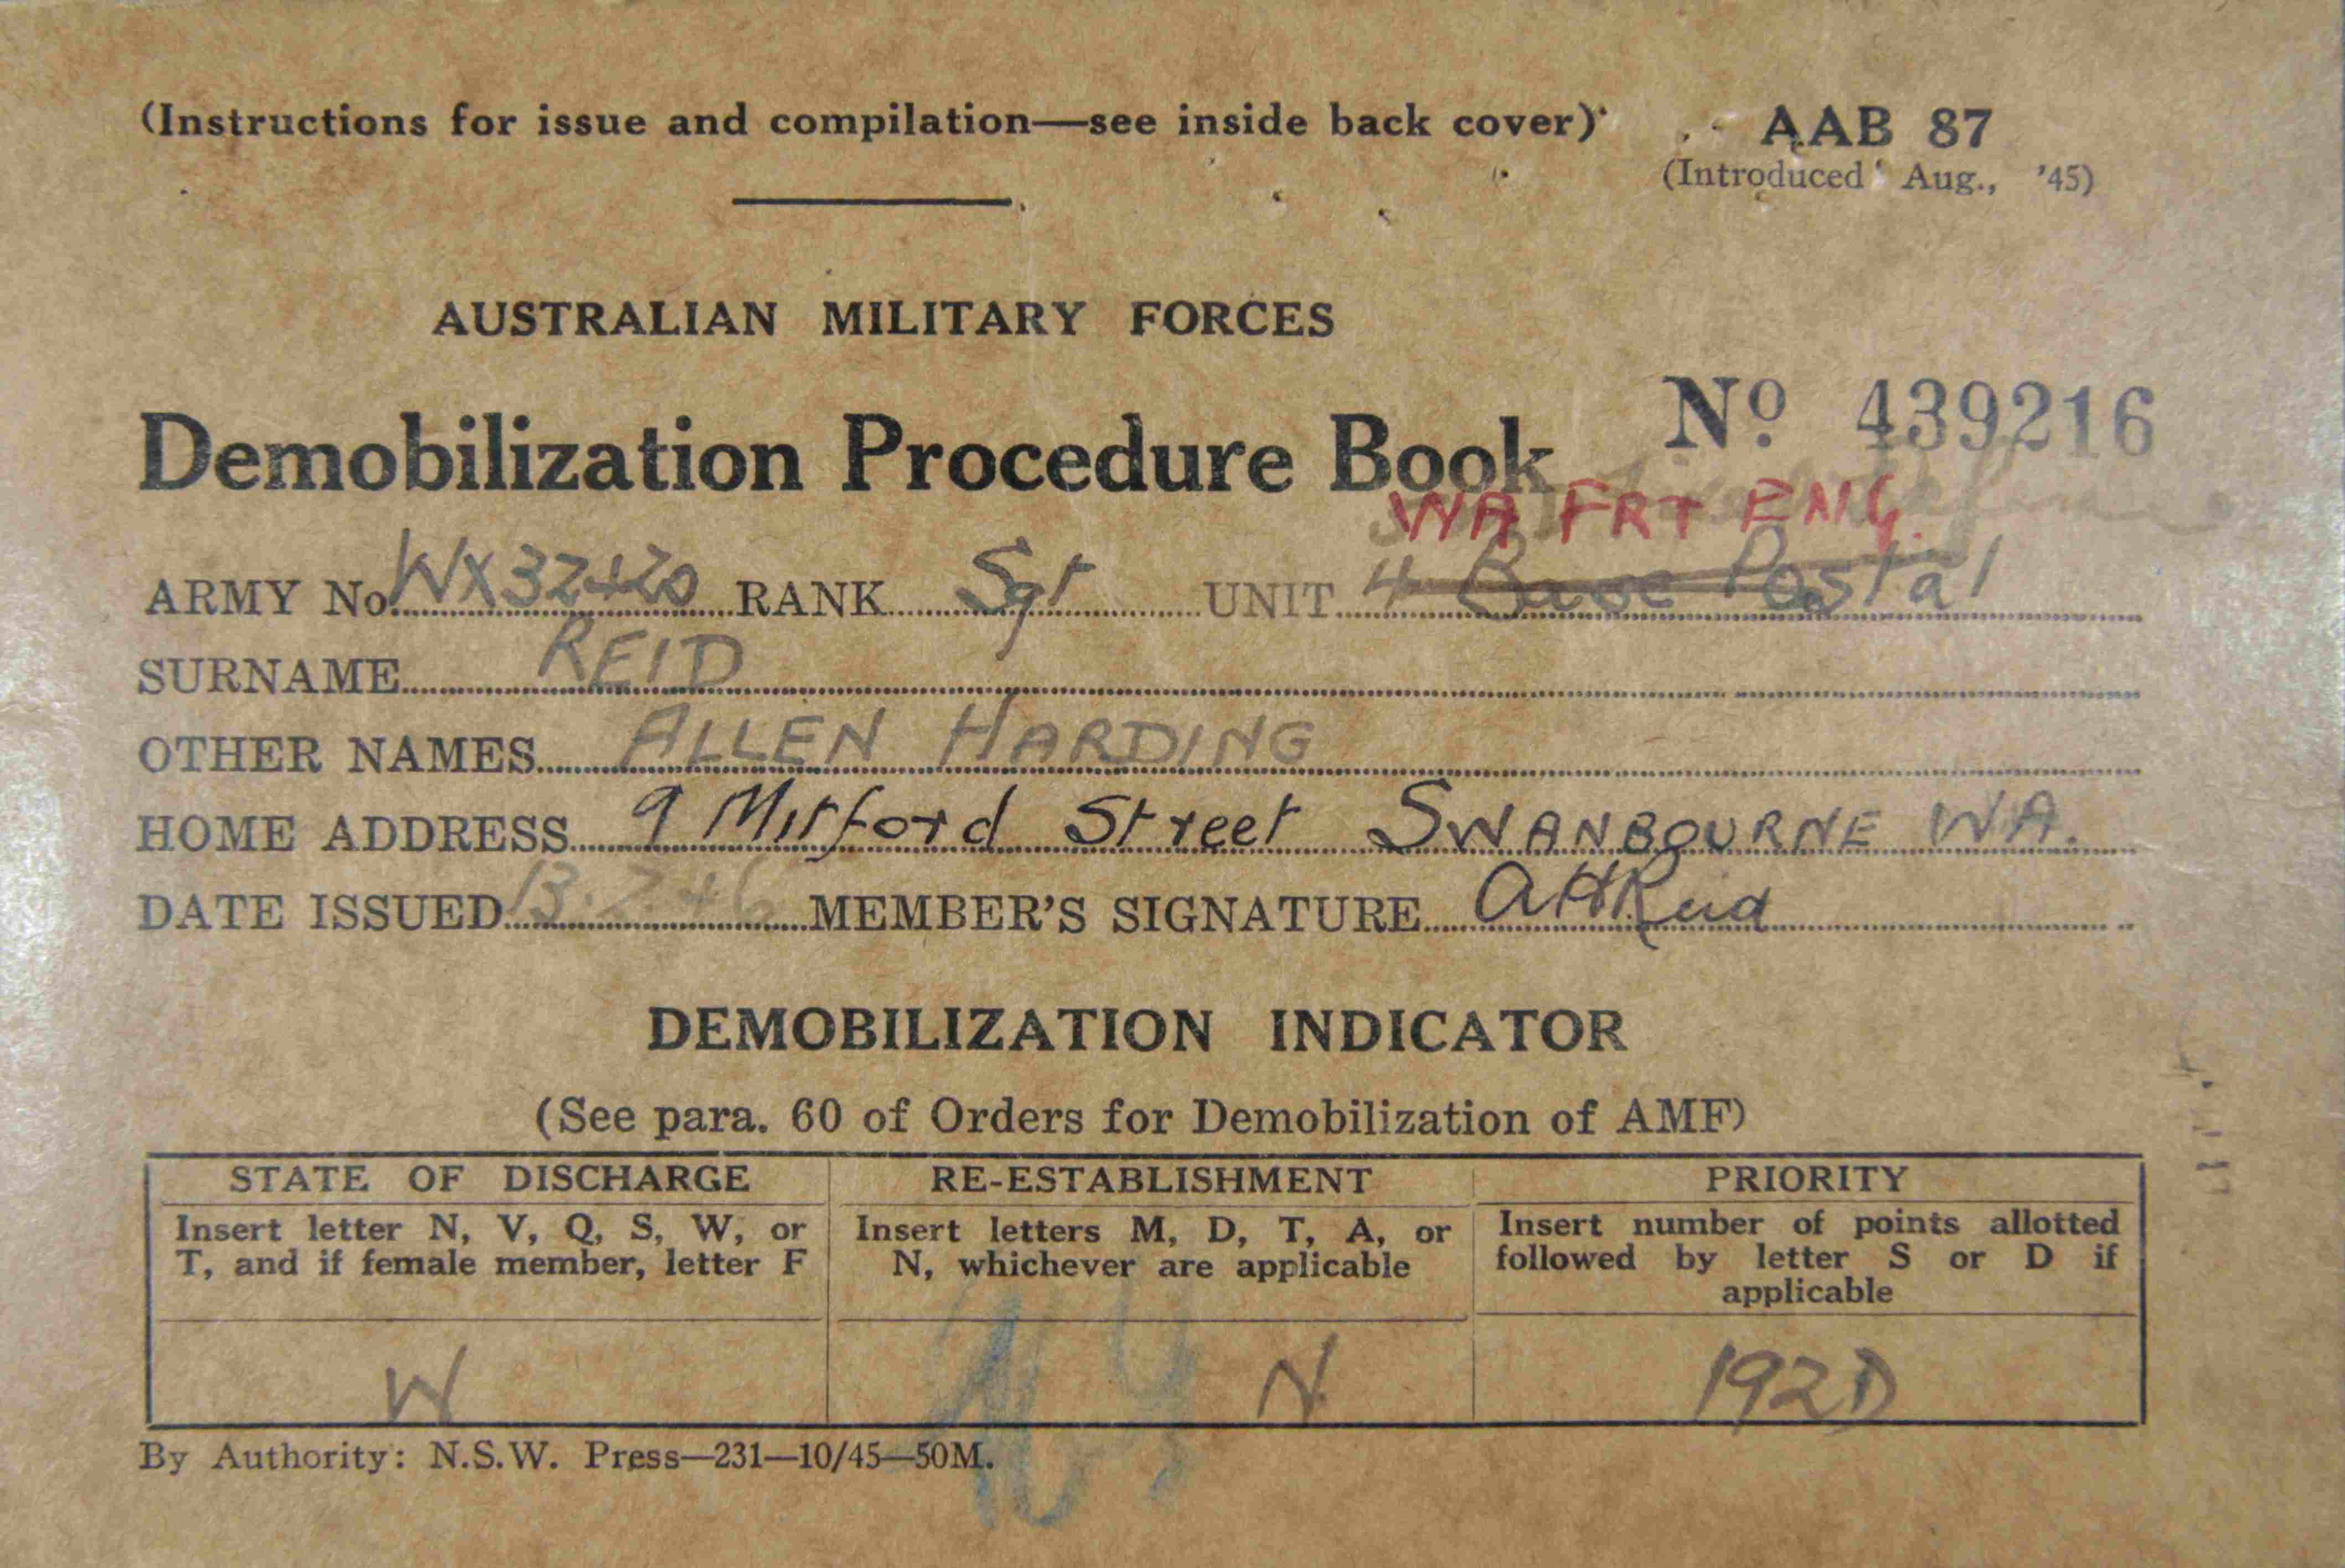 (Instructions for issue and compilation—see inside back cover)
AAB 87
(Introduced Aug., '45)
AUSTRALIAN MILITARY FORCES
Demobilization Procedure Book
No 439216
WA FRT ENG.
ARMY No. WX32420 RANK Sgt UNIT 4 Base Postal
SURNAME REID
OTHER NAMES ALLEN HARDING
HOME ADDRESS 9 Mitford Street SWANBOURNE WA.
DATE ISSUED 13.2.46 MEMBER'S SIGNATURE AHReid
DEMOBILIZATION INDICATOR
(See para. 60 of Orders for Demobilization of AMF)
STATE OF DISCHARGE
Insert letter N, V, Q, S, W, or
T, and if female member, letter F
W
RE-ESTABLISHMENT
Insert letters M, D, T, A, or
N, whichever are applicable
N
PRIORITY
Insert number of points allotted
followed by letter S or D if
applicable
192D
By Authority: N.S.W. Press—231—10/45—50M.